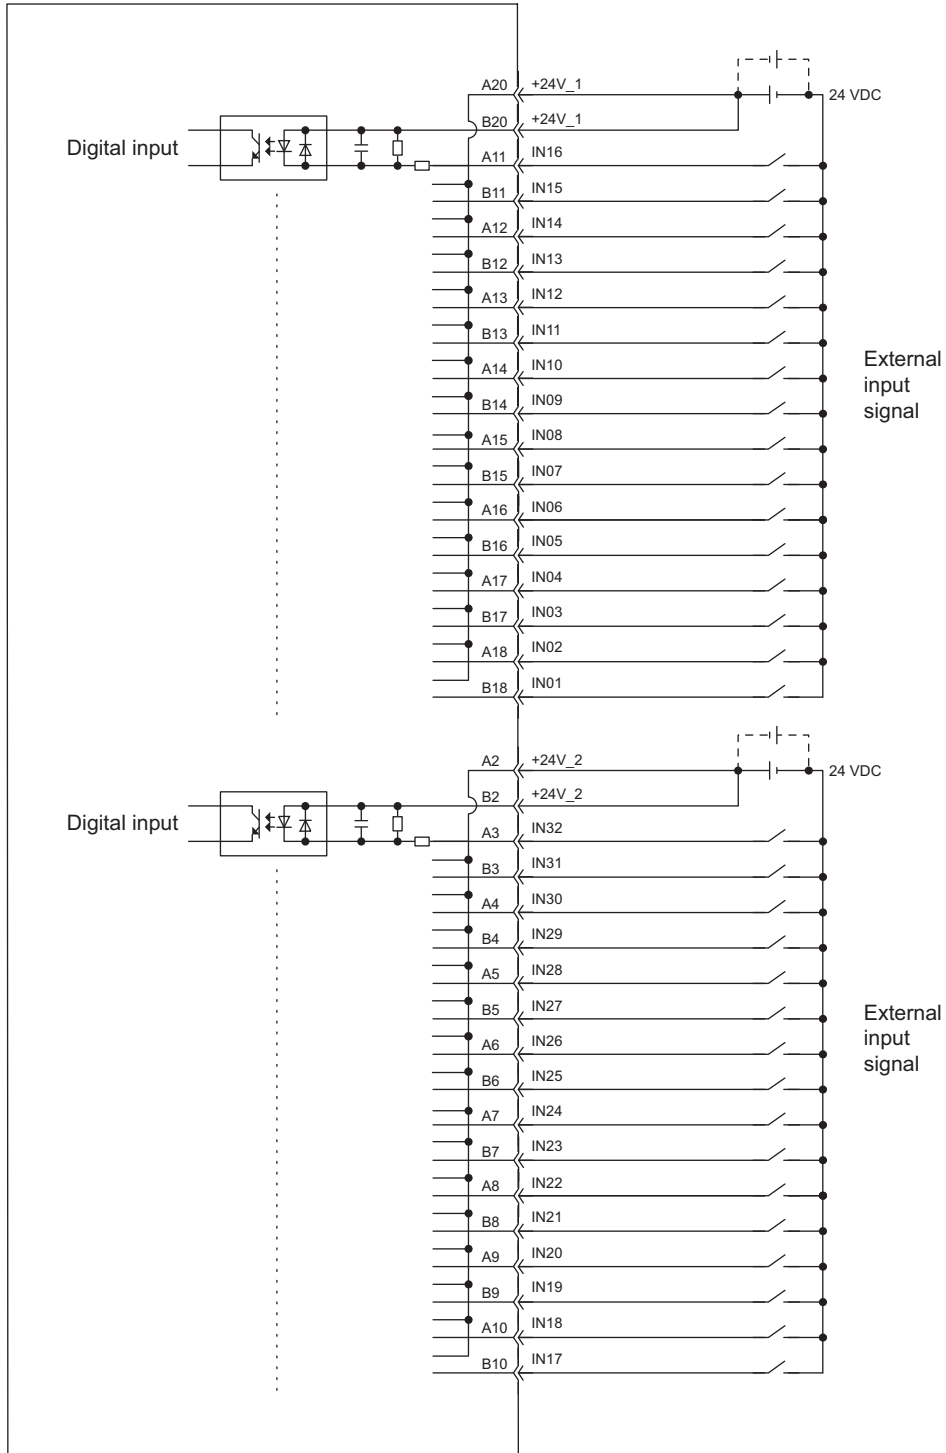 A20 +24V_1
24 VDC
B20 +24V_1
Digital input
A11 IN16
B11 IN15
A12 IN14
B12 IN13
A13 IN12
B13 IN11
A14 IN10
External
input
signal
B14 IN09
A15 IN08
B15 IN07
A16 IN06
B16 IN05
A17 IN04
B17 IN03
A18 IN02
B18 IN01
A2 +24V_2
24 VDC
B2 +24V_2
Digital input
A3 IN32
B3 IN31
A4 IN30
B4 IN29
A5 IN28
B5 IN27
A6 IN26
External
input
signal
B6 IN25
A7 IN24
B7 IN23
A8 IN22
B8 IN21
A9 IN20
B9 IN19
A10 IN18
B10 IN17